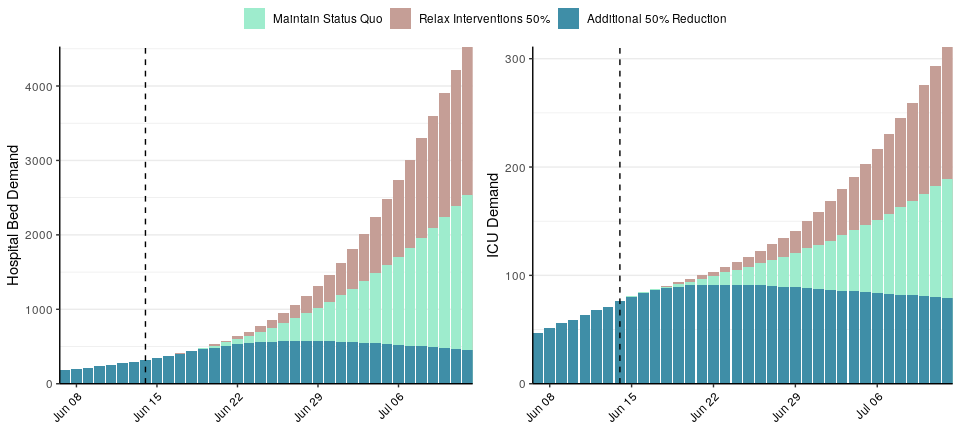 Maintain Status Quo Relax Interventions 50% Additional 50% Reduction
Hospital Bed Demand
4000
3000
2000
1000
0
Jun 08 Jun 15 Jun 22 Jun 29 Jul 06
ICU Demand
300
200
100
0
Jun 08 Jun 15 Jun 22 Jun 29 Jul 06